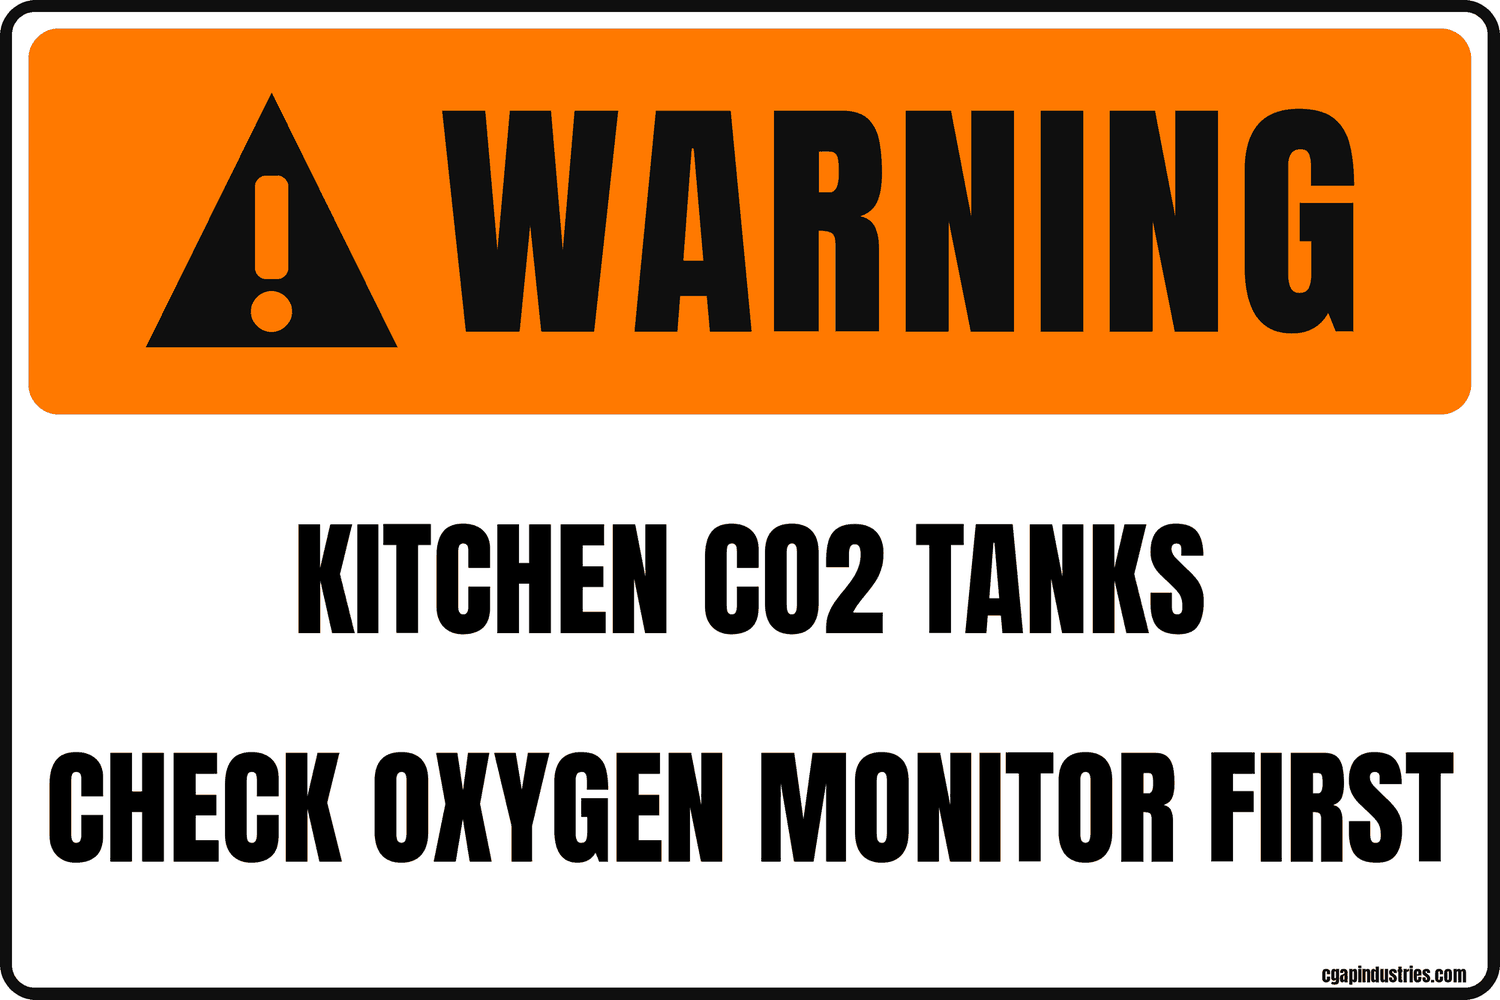 WARNING
KITCHEN CO2 TANKS
CHECK OXYGEN MONITOR FIRST
cgapindustries.com